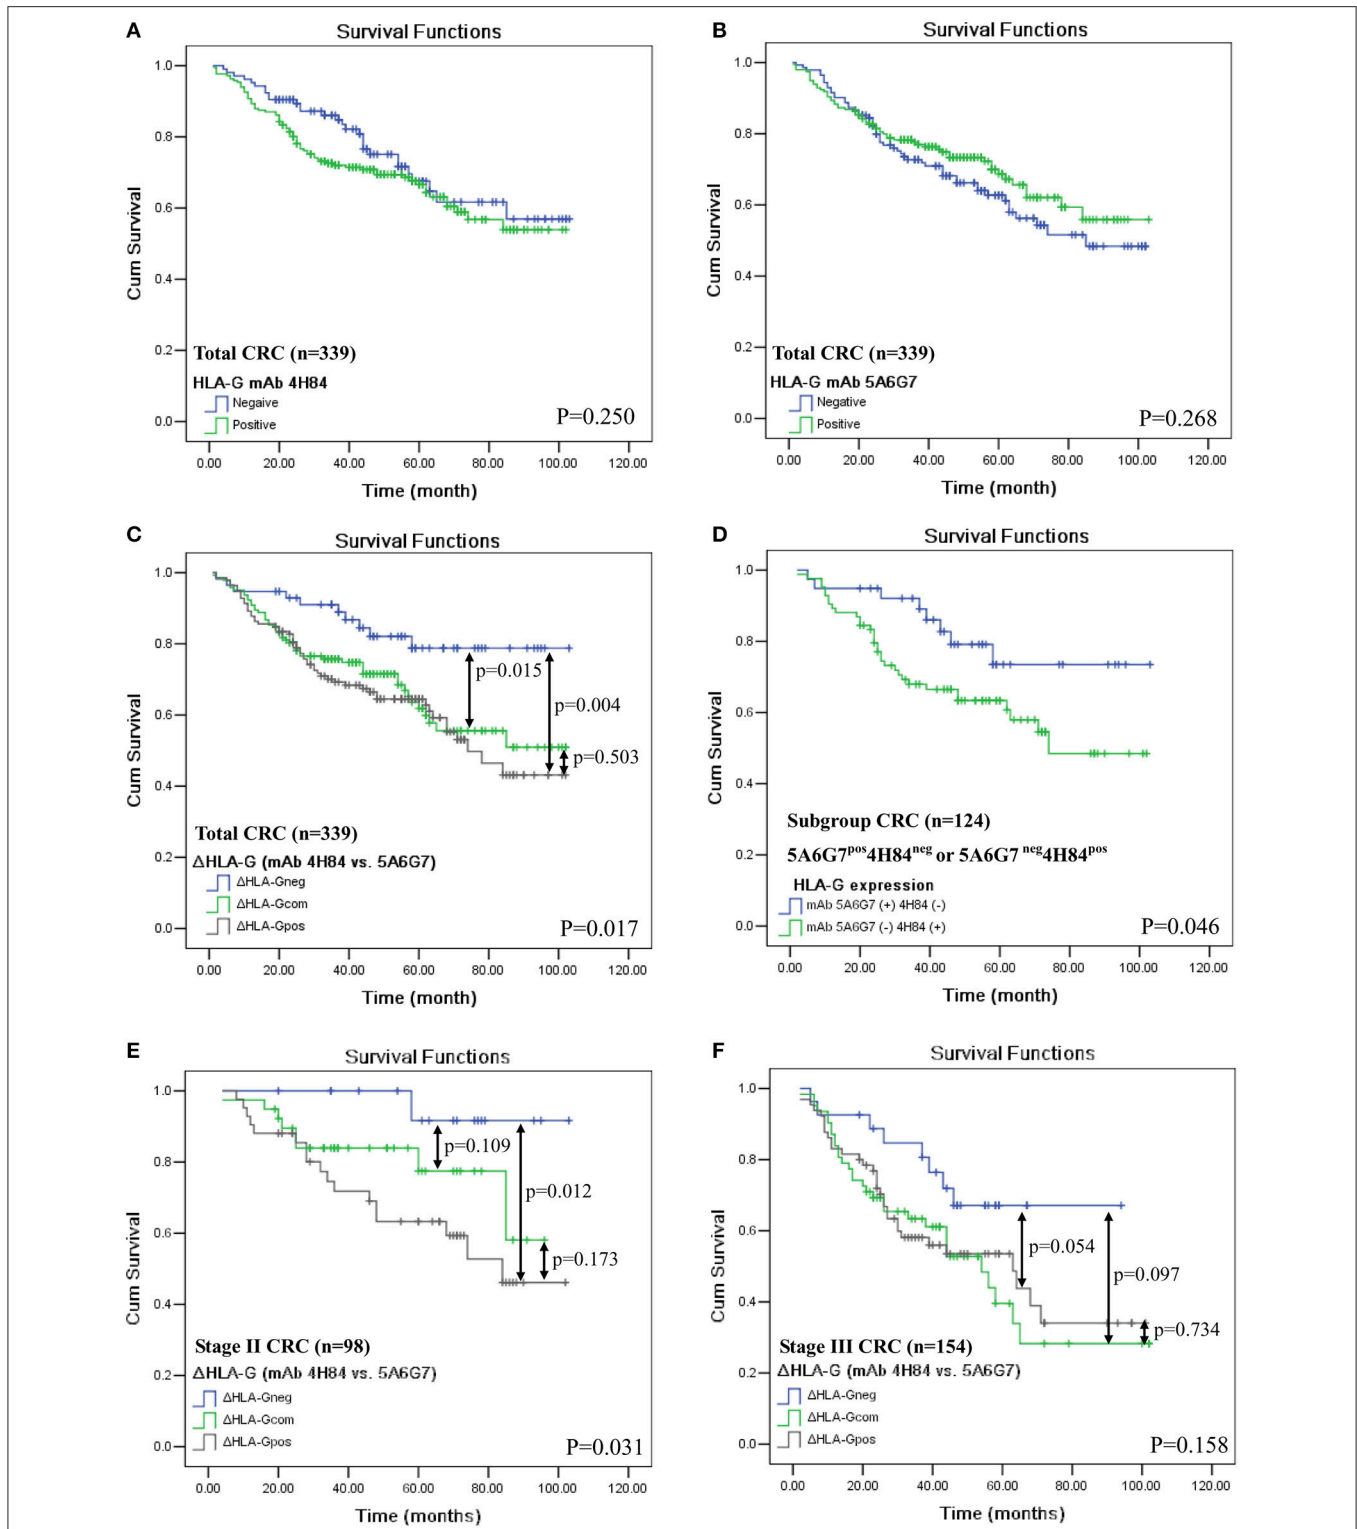 A
Survival Functions
1.0
0.8
0.6
0.4
0.2
0.0
Cum Survival
Total CRC (n=339)
HLA-G mAb 4H84
Negaive
Positive
P=0.250
0.00 20.00 40.00 60.00 80.00 100.00 120.00
Time (month)
B
Survival Functions
1.0
0.8
0.6
0.4
0.2
0.0
Cum Survival
Total CRC (n=339)
HLA-G mAb 5A6G7
Negative
Positive
P=0.268
0.00 20.00 40.00 60.00 80.00 100.00 120.00
Time (month)
C
Survival Functions
1.0
0.8
0.6
0.4
0.2
0.0
Cum Survival
p=0.015
p=0.004
p=0.503
Total CRC (n=339)
ΔHLA-G (mAb 4H84 vs. 5A6G7)
ΔHLA-Gneg
ΔHLA-Gcom
ΔHLA-Gpos
P=0.017
0.00 20.00 40.00 60.00 80.00 100.00 120.00
Time (month)
D
Survival Functions
1.0
0.8
0.6
0.4
0.2
0.0
Cum Survival
Subgroup CRC (n=124)
5A6G7pos4H84neg or 5A6G7 neg4H84pos
HLA-G expression
mAb 5A6G7 (+) 4H84 (-)
mAb 5A6G7 (-) 4H84 (+)
P=0.046
0.00 20.00 40.00 60.00 80.00 100.00 120.00
Time (month)
E
Survival Functions
1.0
0.8
0.6
0.4
0.2
0.0
Cum Survival
p=0.109
p=0.012
p=0.173
Stage II CRC (n=98)
ΔHLA-G (mAb 4H84 vs. 5A6G7)
ΔHLA-Gneg
ΔHLA-Gcom
ΔHLA-Gpos
P=0.031
0.00 20.00 40.00 60.00 80.00 100.00 120.00
Time (months)
F
Survival Functions
1.0
0.8
0.6
0.4
0.2
0.0
Cum Survival
p=0.054
p=0.097
p=0.734
Stage III CRC (n=154)
ΔHLA-G (mAb 4H84 vs. 5A6G7)
ΔHLA-Gneg
ΔHLA-Gcom
ΔHLA-Gpos
P=0.158
0.00 20.00 40.00 60.00 80.00 100.00 120.00
Time (months)